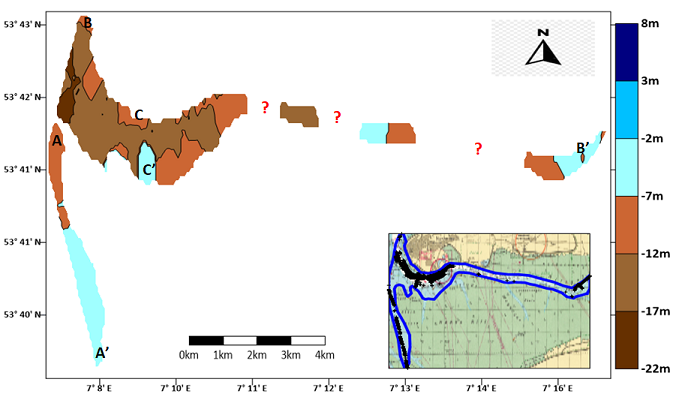 53° 43' N
53° 42' N
53° 41' N
53° 41' N
53° 40' N
B
C
A
C'
A'
B'
?
?
?
N
8m
3m
-2m
-7m
-12m
-17m
-22m
0km 1km 2km 3km 4km
7° 8' E 7° 10' E 7° 11' E 7° 12' E 7° 13' E 7° 14' E 7° 16' E